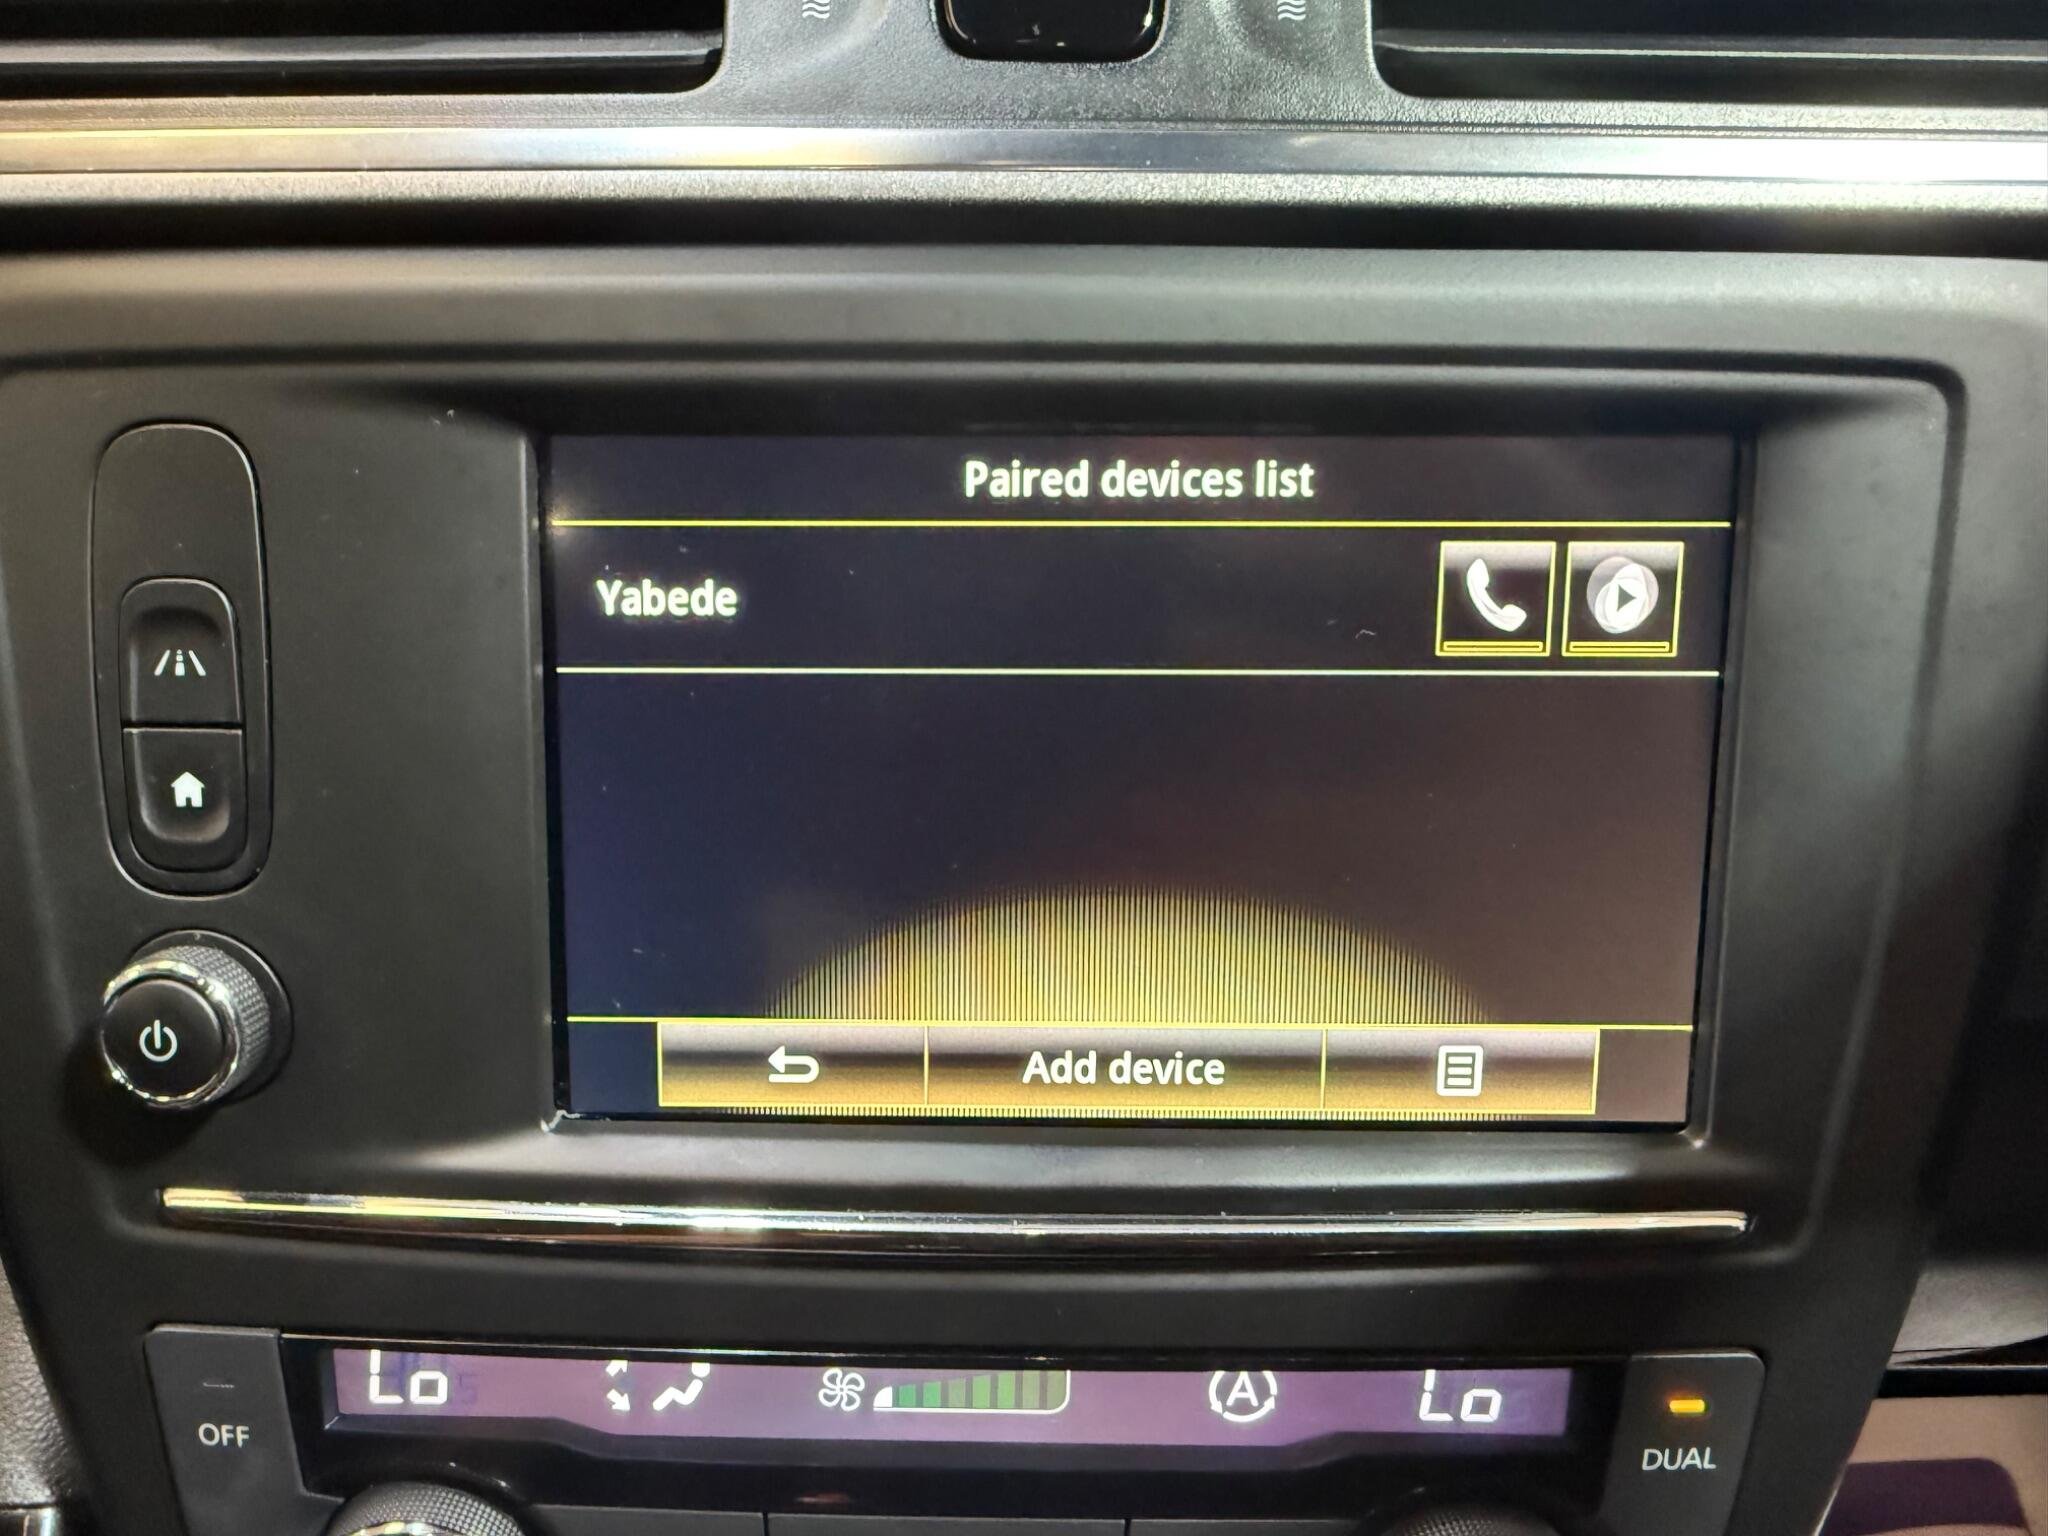 Paired devices list
Yabede
Add device
Lo A Lo
OFF
DUAL